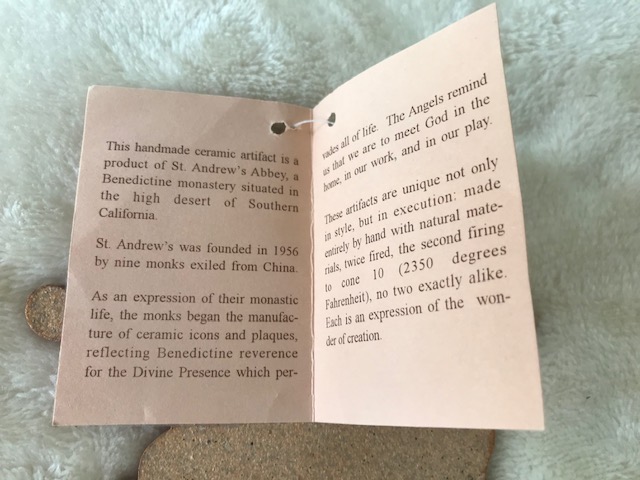 This handmade ceramic artifact is a
product of St. Andrew's Abbey, a
Benedictine monastery situated in
the high desert of Southern
California.
St. Andrew's was founded in 1956
by nine monks exiled from China.
As an expression of their monastic
life, the monks began the manufac-
ture of ceramic icons and plaques,
reflecting Benedictine reverence
for the Divine Presence which per-
vades all of life. The Angels remind
us that we are to meet God in the
home, in our work, and in our play.
These artifacts are unique not only
in style, but in execution: made
entirely by hand with natural mate-
rials, twice fired, the second firing
to cone 10 (2350 degrees
Fahrenheit), no two exactly alike.
Each is an expression of the won-
der of creation.